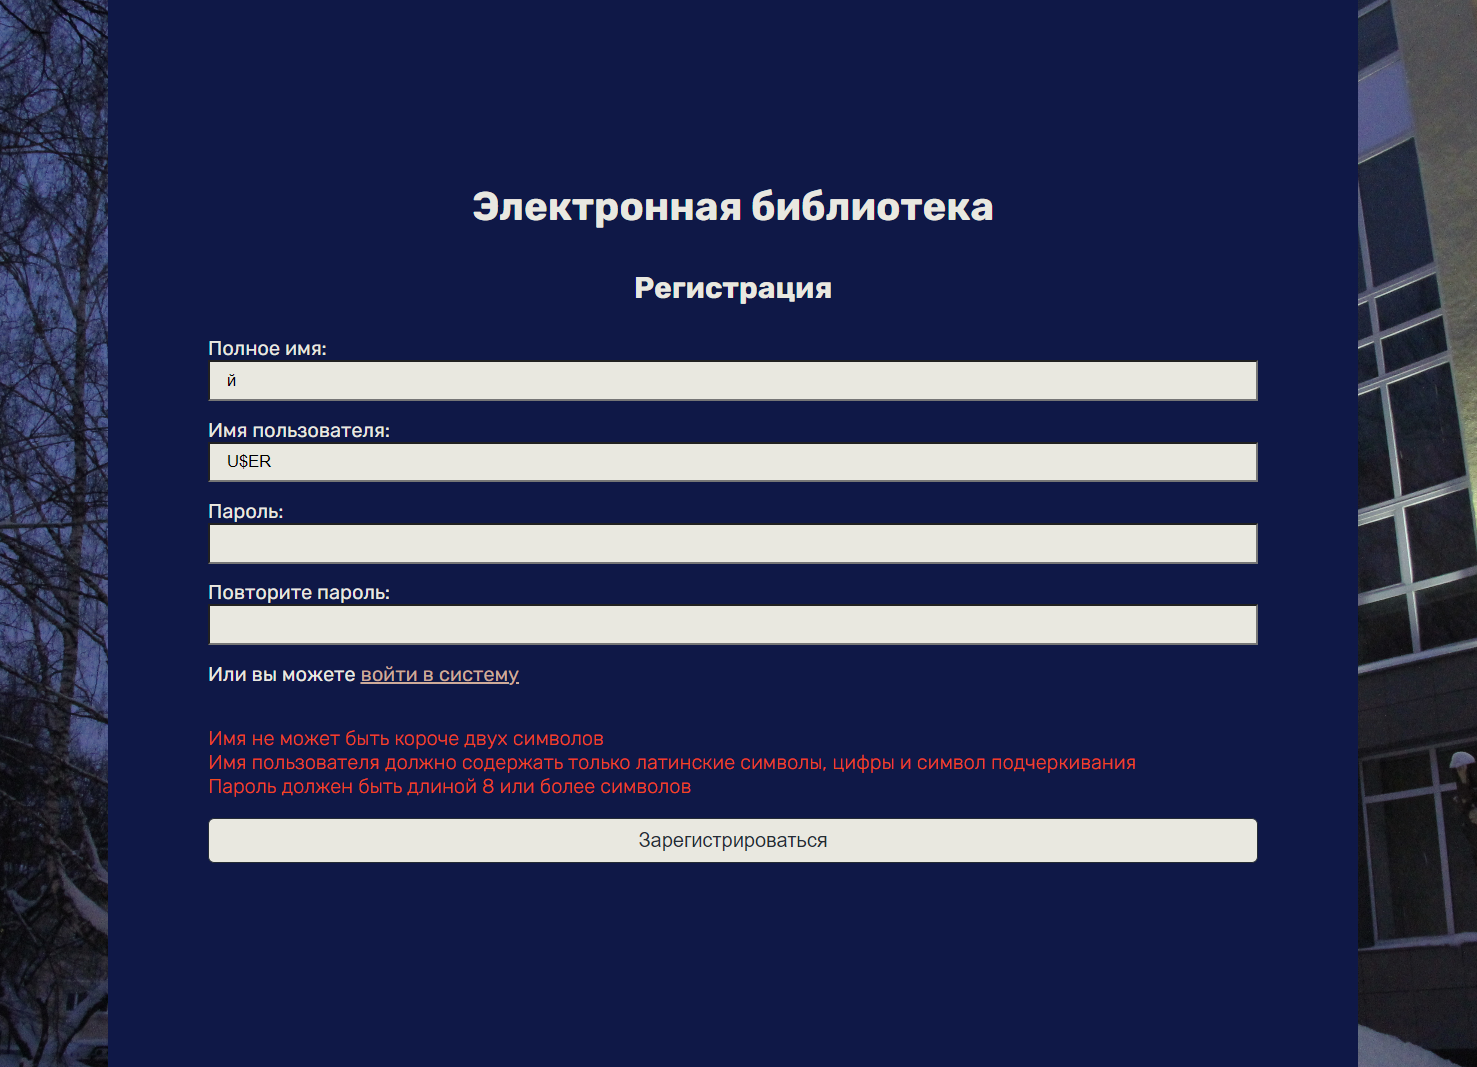 Электронная библиотека
Регистрация
Полное имя:
й
Имя пользователя:
U$ER
Пароль:
Повторите пароль:
Или вы можете войти в систему
Имя не может быть короче двух символов
Имя пользователя должно содержать только латинские символы, цифры и символ подчеркивания
Пароль должен быть длиной 8 или более символов
Зарегистрироваться